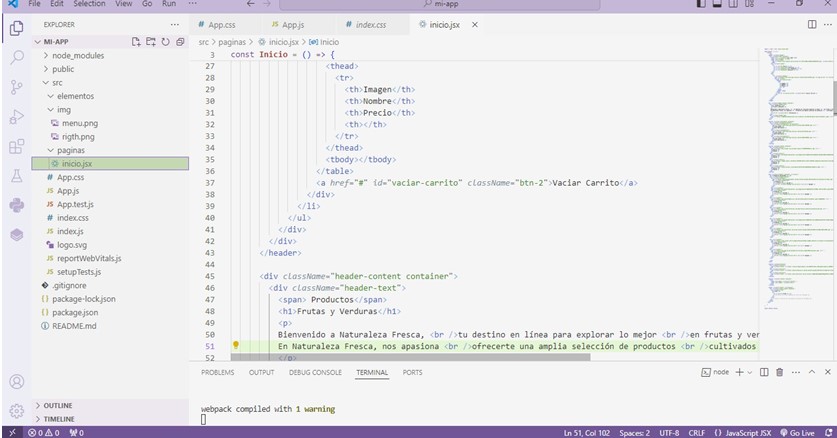 File Edit Selection View Go Run ... mi-app
EXPLORER ...
MI-APP
node_modules
public
src
elementos
img
menu.png
rigth.png
paginas
inicio.jsx
# App.css
JS App.js
JS App.test.js
# index.css
JS index.js
logo.svg
JS reportWebVitals.js
JS setupTests.js
.gitignore
{} package-lock.json
{} package.json
README.md
OUTLINE
TIMELINE
# App.css JS App.js # index.css inicio.jsx
src > paginas > inicio.jsx > Inicio
3 const Inicio = () => {
27 <thead>
28 <tr>
29 <th>Imagen</th>
30 <th>Nombre</th>
31 <th>Precio</th>
32 <th></th>
33 </tr>
34 </thead>
35 <tbody></tbody>
36 </table>
37 <a href="#" id="vaciar-carrito" className="btn-2">Vaciar Carrito</a>
38 </div>
39 </li>
40 </ul>
41 </div>
42 </div>
43 </header>
44
45 <div className="header-content container">
46 <div className="header-text">
47 <span> Productos</span>
48 <h1>Frutas y Verduras</h1>
49 <p>
50 Bienvenido a Naturaleza Fresca, <br />tu destino en línea para explorar lo mejor <br />en frutas y ver
51 En Naturaleza Fresca, nos apasiona <br />ofrecerte una amplia selección de productos <br />cultivados
52 </p>
PROBLEMS OUTPUT DEBUG CONSOLE TERMINAL PORTS node
webpack compiled with 1 warning
0 0 0 Ln 51, Col 102 Spaces: 2 UTF-8 CRLF {} JavaScript JSX Go Live